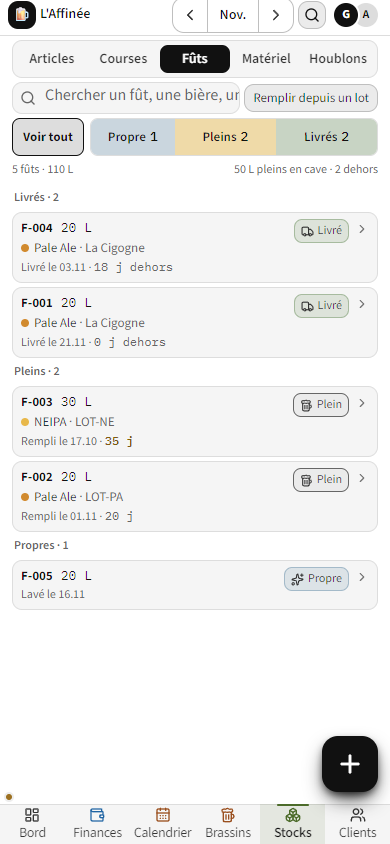 L'Affinée
Nov.
G
A
Articles
Courses
Fûts
Matériel
Houblons
Chercher un fût, une bière, un
Remplir depuis un lot
Voir tout
Propre 1
Pleins 2
Livrés 2
5 fûts · 110 L
50 L pleins en cave · 2 dehors
Livrés · 2
F-004 20 L
Livré
Pale Ale · La Cigogne
Livré le 03.11 · 18 j dehors
F-001 20 L
Livré
Pale Ale · La Cigogne
Livré le 21.11 · 0 j dehors
Pleins · 2
F-003 30 L
Plein
NEIPA · LOT-NE
Rempli le 17.10 · 35 j
F-002 20 L
Plein
Pale Ale · LOT-PA
Rempli le 01.11 · 20 j
Propres · 1
F-005 20 L
Propre
Lavé le 16.11
Bord
Finances
Calendrier
Brassins
Stocks
Clients